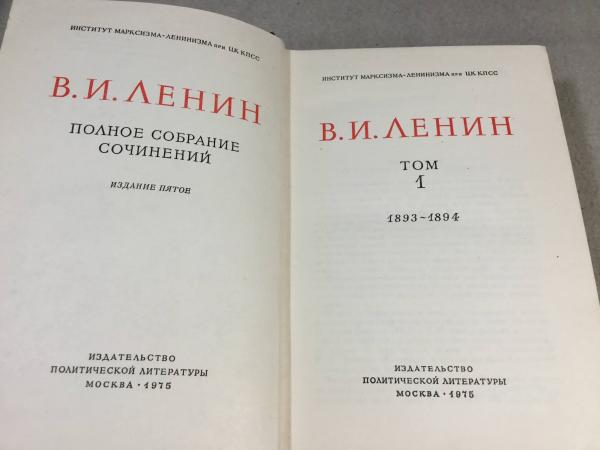 ИНСТИТУТ МАРКСИЗМА-ЛЕНИНИЗМА при ЦК КПСС
В. И. ЛЕНИН
ПОЛНОЕ СОБРАНИЕ
СОЧИНЕНИЙ
ИЗДАНИЕ ПЯТОЕ
ИЗДАТЕЛЬСТВО
ПОЛИТИЧЕСКОЙ ЛИТЕРАТУРЫ
МОСКВА • 1975
ИНСТИТУТ МАРКСИЗМА-ЛЕНИНИЗМА при ЦК КПСС
В. И. ЛЕНИН
ТОМ
1
1893~1894
ИЗДАТЕЛЬСТВО
ПОЛИТИЧЕСКОЙ ЛИТЕРАТУРЫ
МОСКВА • 1975